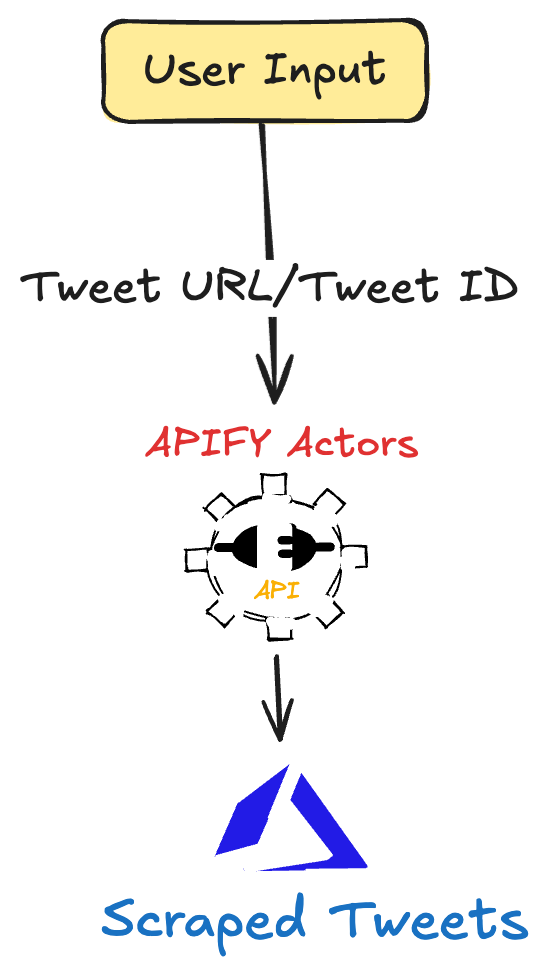 User Input
Tweet URL/Tweet ID
APIFY Actors
API
Scraped Tweets